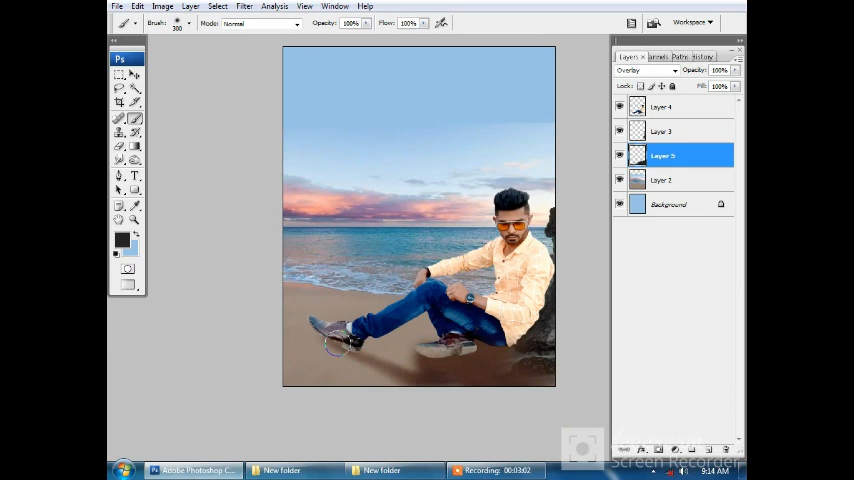 File Edit Image Layer Select Filter Analysis View Window Help
Brush: 300 Mode: Normal Opacity: 100% Flow: 100% Workspace
Ps
Layers × Paths History
Overlay Opacity: 100%
Lock: Fill: 100%
Layer 4
Layer 3
Layer 5
Layer 2
Background
T
Screen Recorder
Adobe Photoshop C... New folder New folder Recording: 00:03:02 9:14 AM